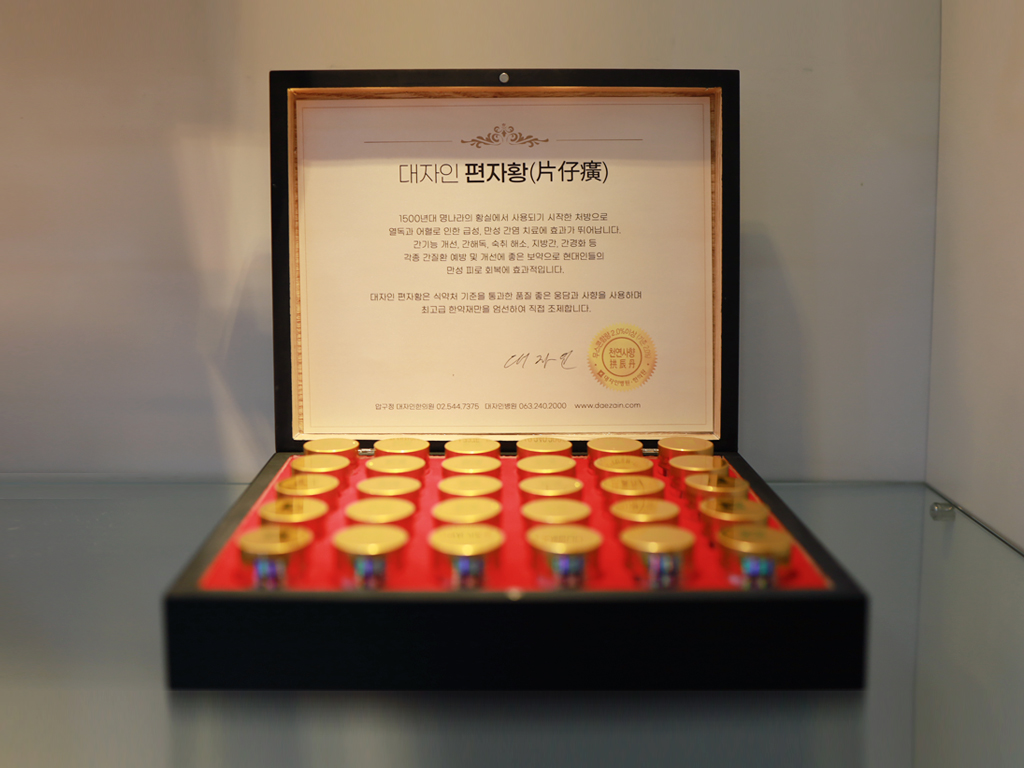 대자인 편자황(片仔癀)
1500년대 명나라의 황실에서 사용되기 시작한 처방으로
열독과 어혈로 인한 급성, 만성 간염 치료에 효과가 뛰어납니다.
간기능 개선, 간해독, 숙취 해소, 지방간, 간경화 등
각종 간질환 예방 및 개선에 좋은 보약으로 현대인들의
만성 피로 회복에 효과적입니다.
대자인 편자황은 식약처 기준을 통과한 품질 좋은 웅담과 사향을 사용하며
최고급 한약재만을 엄선하여 직접 조제합니다.
대자인
천연사향
압구정 대자인한의원 02.544.7375 대자인병원 063.240.2000 www.daezain.com